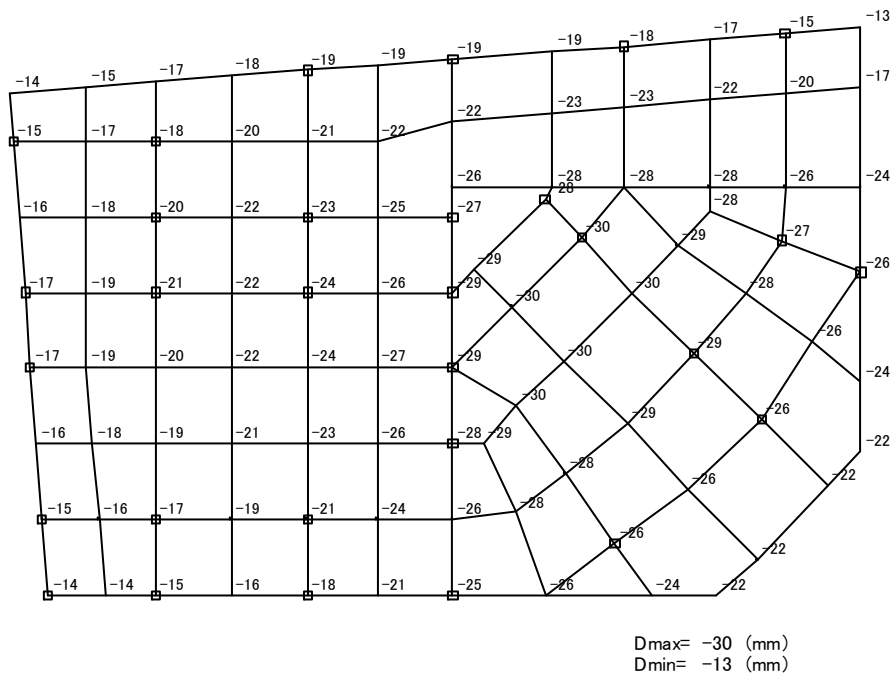 -13
-14 -15 -17 -18 -19 -19 -19 -19 -18 -17 -15
-17
-15 -17 -18 -20 -21 -22 -22 -23 -23 -22 -20
-26 -28 -28 -28 -26 -24
-16 -18 -20 -22 -23 -25 -27 -28 -30 -29 -28 -27
-17 -19 -21 -22 -24 -26 -29 -29 -30 -30 -28 -26
-17 -19 -20 -22 -24 -27 -29 -30 -29 -26 -24
-16 -18 -19 -21 -23 -26 -28 -29 -30 -29 -26 -22
-15 -16 -17 -19 -21 -24 -26 -28 -28 -26 -22
-14 -14 -15 -16 -18 -21 -25 -26 -26 -24 -22 -22
Dmax= -30 (mm)
Dmin= -13 (mm)